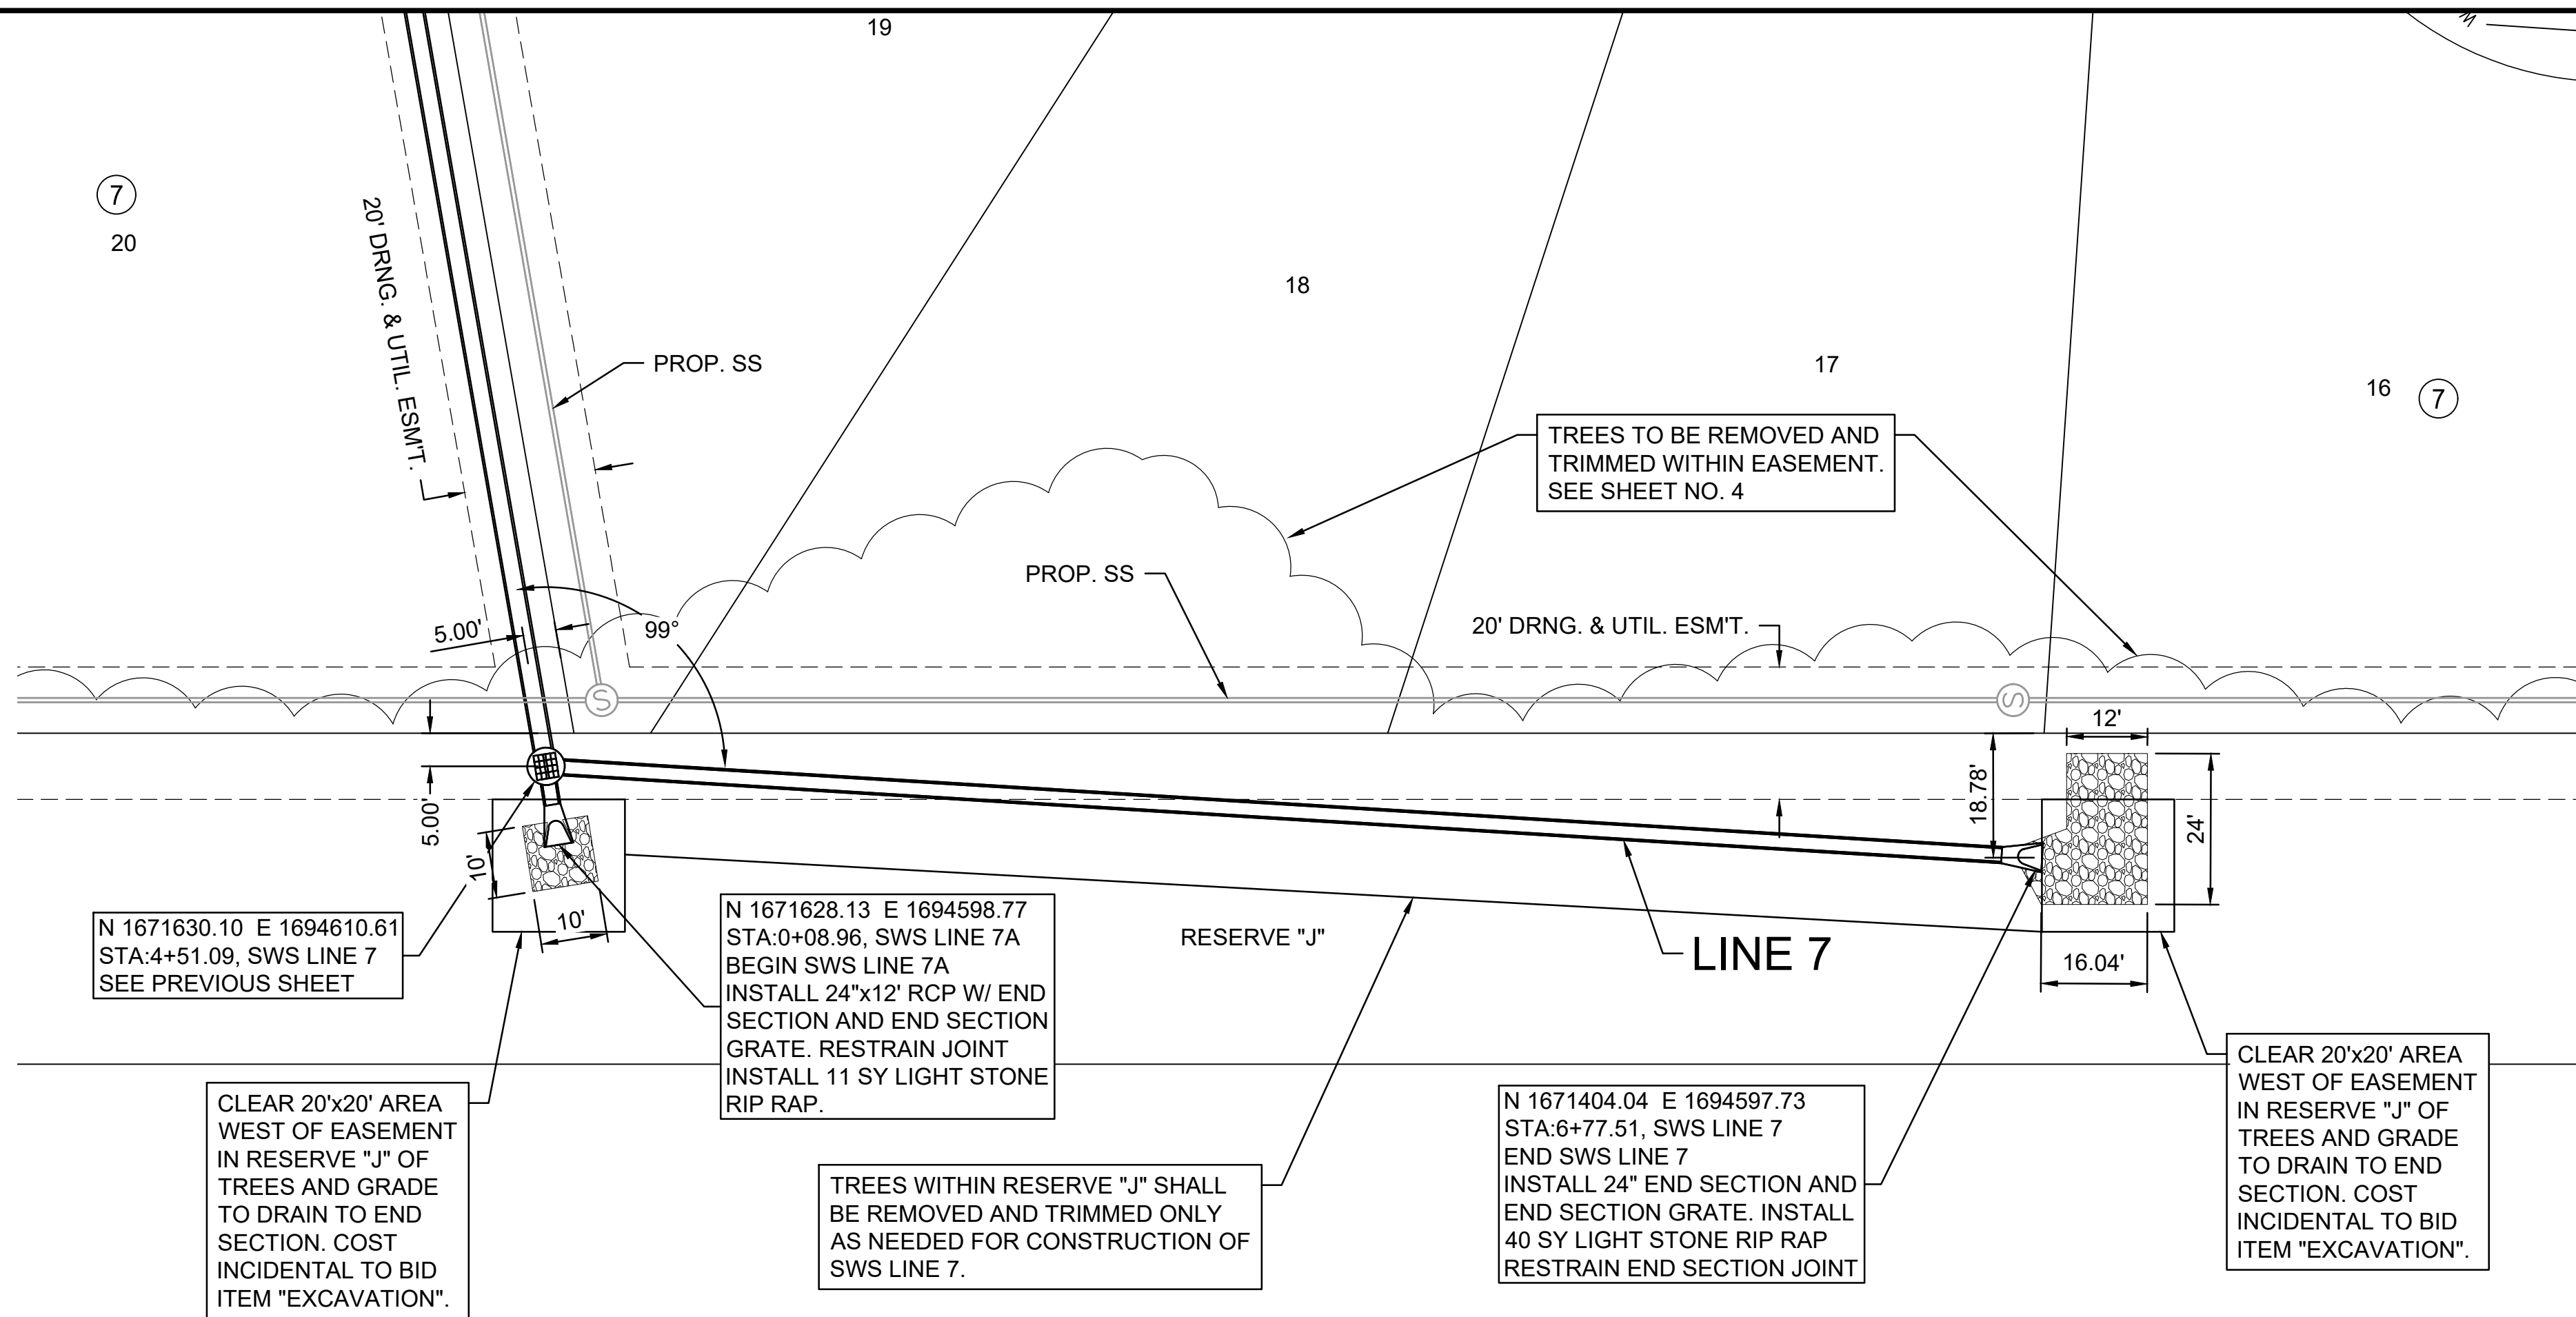 19
W
7
20
20' DRNG. & UTIL. ESM'T.
PROP. SS
18
17
16
7
TREES TO BE REMOVED AND
TRIMMED WITHIN EASEMENT.
SEE SHEET NO. 4
PROP. SS
20' DRNG. & UTIL. ESM'T.
5.00'
99°
S
S
12'
18.78'
24'
5.00'
10'
10'
16.04'
N 1671630.10 E 1694610.61
STA:4+51.09, SWS LINE 7
SEE PREVIOUS SHEET
N 1671628.13 E 1694598.77
STA:0+08.96, SWS LINE 7A
BEGIN SWS LINE 7A
INSTALL 24"x12' RCP W/ END
SECTION AND END SECTION
GRATE. RESTRAIN JOINT
INSTALL 11 SY LIGHT STONE
RIP RAP.
RESERVE "J"
LINE 7
CLEAR 20'x20' AREA
WEST OF EASEMENT
IN RESERVE "J" OF
TREES AND GRADE
TO DRAIN TO END
SECTION. COST
INCIDENTAL TO BID
ITEM "EXCAVATION".
TREES WITHIN RESERVE "J" SHALL
BE REMOVED AND TRIMMED ONLY
AS NEEDED FOR CONSTRUCTION OF
SWS LINE 7.
N 1671404.04 E 1694597.73
STA:6+77.51, SWS LINE 7
END SWS LINE 7
INSTALL 24" END SECTION AND
END SECTION GRATE. INSTALL
40 SY LIGHT STONE RIP RAP
RESTRAIN END SECTION JOINT
CLEAR 20'x20' AREA
WEST OF EASEMENT
IN RESERVE "J" OF
TREES AND GRADE
TO DRAIN TO END
SECTION. COST
INCIDENTAL TO BID
ITEM "EXCAVATION".